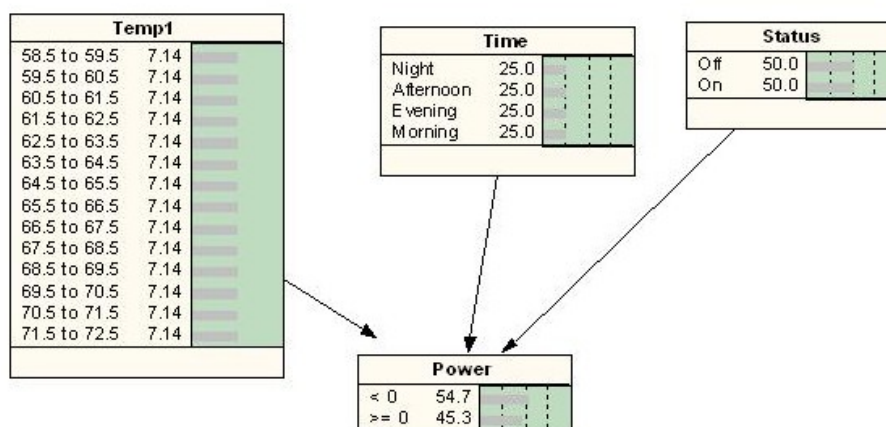 Temp1
58.5 to 59.5 7.14
59.5 to 60.5 7.14
60.5 to 61.5 7.14
61.5 to 62.5 7.14
62.5 to 63.5 7.14
63.5 to 64.5 7.14
64.5 to 65.5 7.14
65.5 to 66.5 7.14
66.5 to 67.5 7.14
67.5 to 68.5 7.14
68.5 to 69.5 7.14
69.5 to 70.5 7.14
70.5 to 71.5 7.14
71.5 to 72.5 7.14
Time
Night 25.0
Afternoon 25.0
Evening 25.0
Morning 25.0
Status
Off 50.0
On 50.0
Power
< 0 54.7
>= 0 45.3